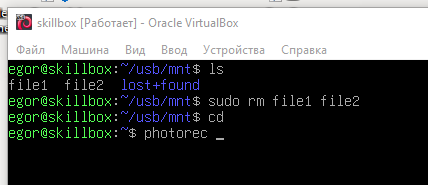 skillbox [Работает] - Oracle VirtualBox
Файл Машина Вид Ввод Устройства Справка
egor@skillbox:~/usb/mnt$ ls
file1 file2 lost+found
egor@skillbox:~/usb/mnt$ sudo rm file1 file2
egor@skillbox:~/usb/mnt$ cd
egor@skillbox:~$ photorec _